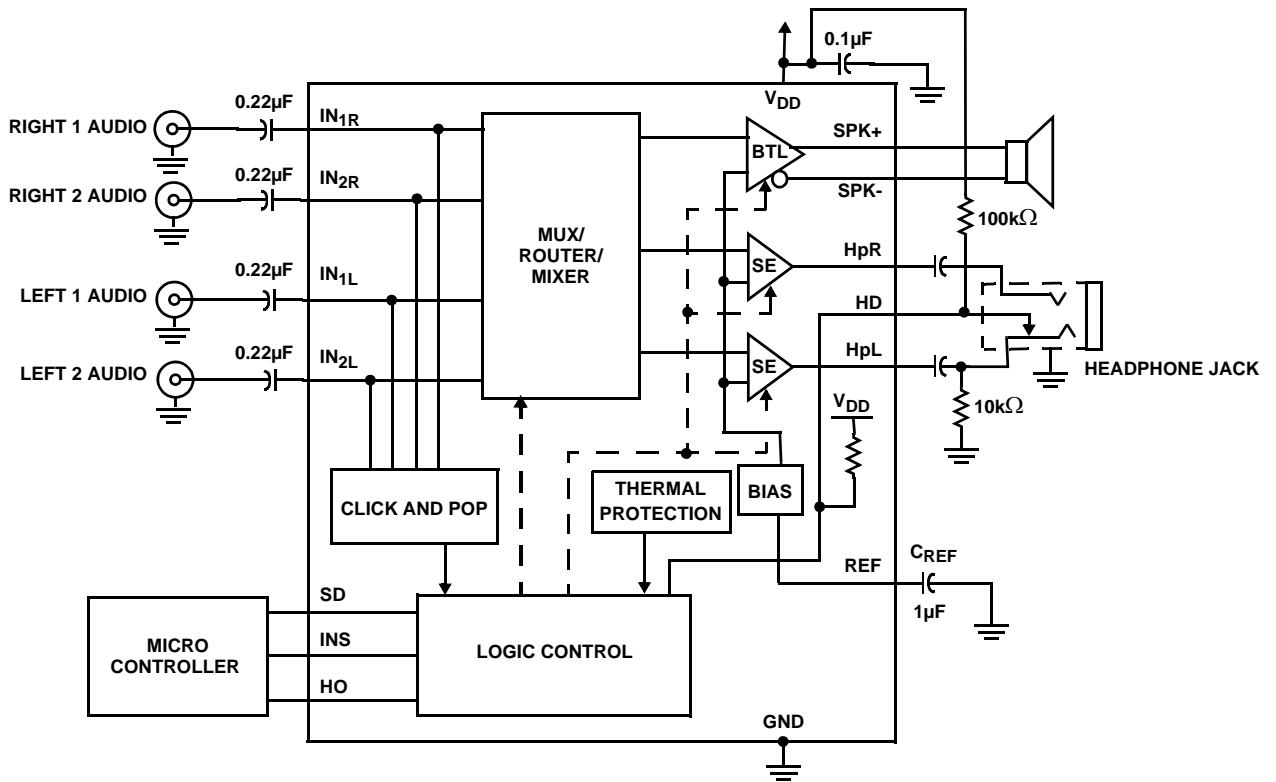 0.1µF
VDD
0.22µF
IN1R
RIGHT 1 AUDIO
SPK+
BTL
0.22µF
IN2R
RIGHT 2 AUDIO
SPK-
100kΩ
MUX/
ROUTER/
MIXER
HpR
SE
0.22µF
IN1L
LEFT 1 AUDIO
HD
0.22µF
IN2L
LEFT 2 AUDIO
HpL
SE
HEADPHONE JACK
VDD
10kΩ
CLICK AND POP
THERMAL
PROTECTION
BIAS
REF
CREF
1µF
SD
INS
HO
MICRO
CONTROLLER
LOGIC CONTROL
GND